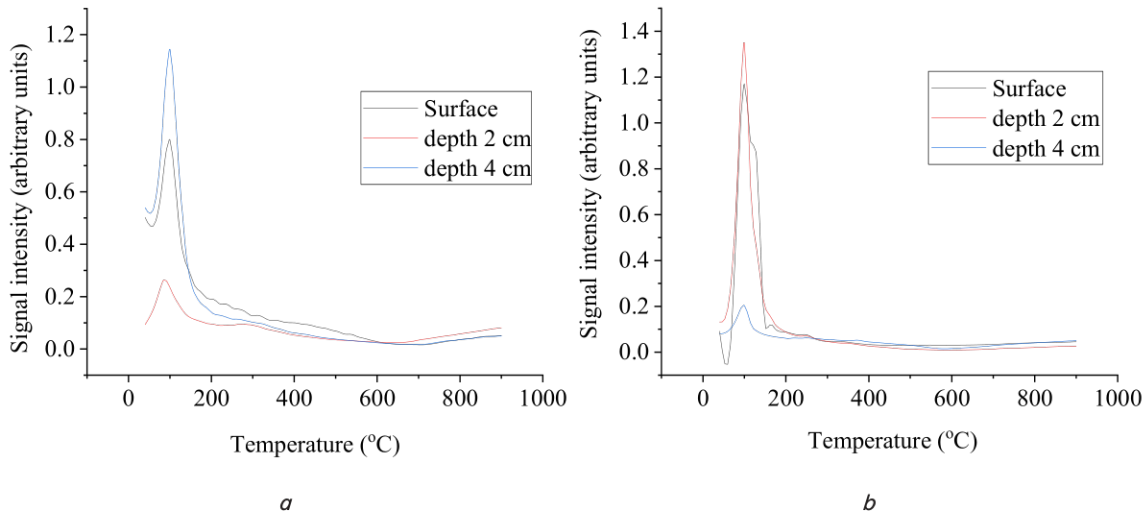 1.2
1.0
0.8
0.6
0.4
0.2
0.0
Signal intensity (arbitrary units)
Surface
depth 2 cm
depth 4 cm
0 200 400 600 800 1000
Temperature (°C)
a
1.4
1.2
1.0
0.8
0.6
0.4
0.2
0.0
Signal intensity (arbitrary units)
Surface
depth 2 cm
depth 4 cm
0 200 400 600 800 1000
Temperature (°C)
b